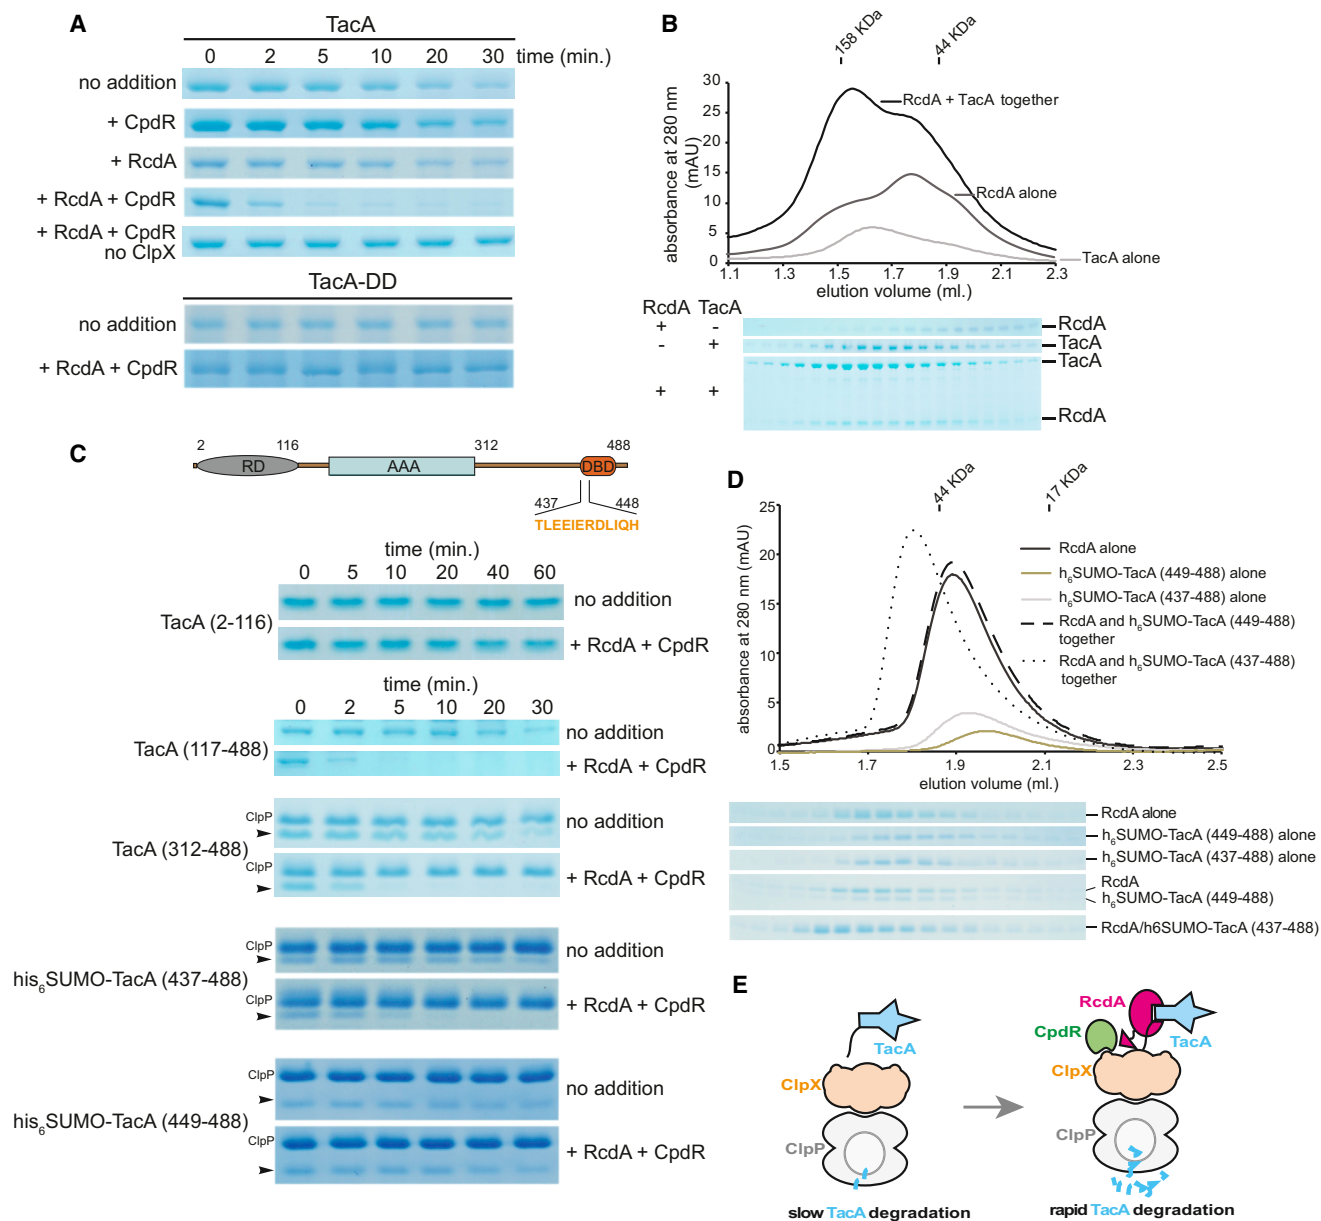 A
TacA
0 2 5 10 20 30 time (min.)
no addition
+ CpdR
+ RcdA
+ RcdA + CpdR
+ RcdA + CpdR
no ClpX
TacA-DD
no addition
+ RcdA + CpdR
B
158 KDa
44 KDa
absorbance at 280 nm
(mAU)
30
25
20
15
10
5
0
RcdA + TacA together
RcdA alone
TacA alone
1.1 1.3 1.5 1.7 1.9 2.1 2.3
elution volume (ml.)
RcdA TacA
+ -
- +
+ +
RcdA
TacA
TacA
RcdA
C
2 116 312 488
RD AAA DBD
437 448
TLEEIERDLIQH
time (min.)
0 5 10 20 40 60
TacA (2-116)
no addition
+ RcdA + CpdR
time (min.)
0 2 5 10 20 30
TacA (117-488)
no addition
+ RcdA + CpdR
TacA (312-488)
ClpP
no addition
ClpP
+ RcdA + CpdR
his6SUMO-TacA (437-488)
ClpP
no addition
ClpP
+ RcdA + CpdR
his6SUMO-TacA (449-488)
ClpP
no addition
ClpP
+ RcdA + CpdR
D
44 KDa
17 KDa
absorbance at 280 nm (mAU)
25
20
15
10
5
0
RcdA alone
h6SUMO-TacA (449-488) alone
h6SUMO-TacA (437-488) alone
RcdA and h6SUMO-TacA (449-488)
together
RcdA and h6SUMO-TacA (437-488)
together
1.5 1.7 1.9 2.1 2.3 2.5
elution volume (ml.)
RcdA alone
h6SUMO-TacA (449-488) alone
h6SUMO-TacA (437-488) alone
RcdA
h6SUMO-TacA (449-488)
RcdA/h6SUMO-TacA (437-488)
E
TacA
ClpX
ClpP
slow TacA degradation
RcdA
CpdR
TacA
ClpX
ClpP
rapid TacA degradation